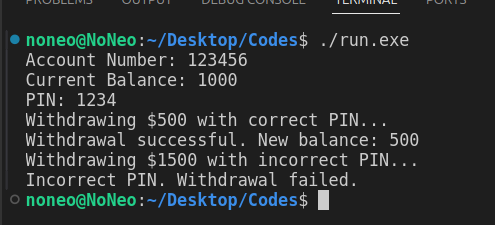 PROBLEMS OUTPUT DEBUG CONSOLE TERMINAL PORTS
noneo@NoNeo:~/Desktop/Codes$ ./run.exe
Account Number: 123456
Current Balance: 1000
PIN: 1234
Withdrawing $500 with correct PIN...
Withdrawal successful. New balance: 500
Withdrawing $1500 with incorrect PIN...
Incorrect PIN. Withdrawal failed.
noneo@NoNeo:~/Desktop/Codes$